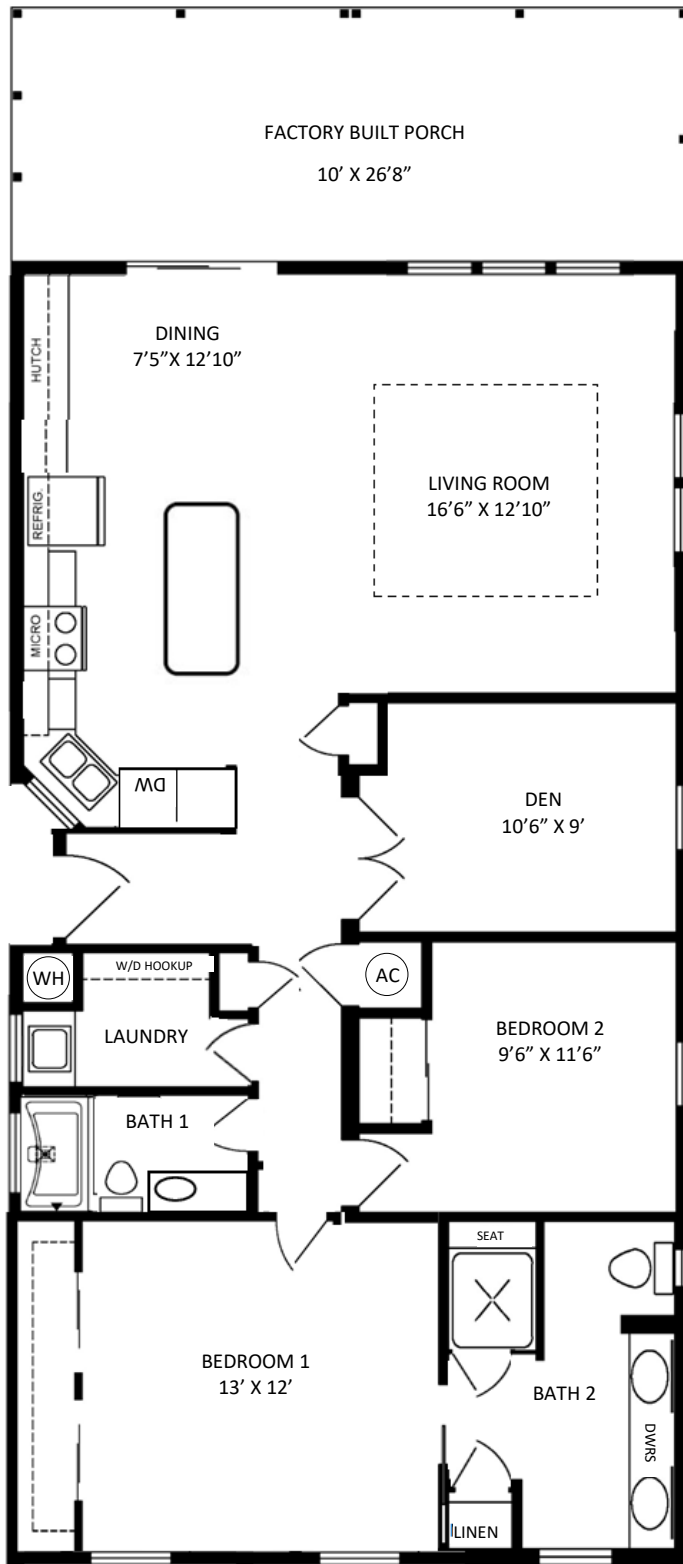 FACTORY BUILT PORCH
10’ X 26’8”
DINING
7’5”X 12’10”
HUTCH
LIVING ROOM
16’6” X 12’10”
REFRIG.
MICRO
DW
DEN
10’6” X 9’
WH
W/D HOOKUP
AC
LAUNDRY
BEDROOM 2
9’6” X 11’6”
BATH 1
SEAT
BEDROOM 1
13’ X 12’
BATH 2
DWRS
LINEN